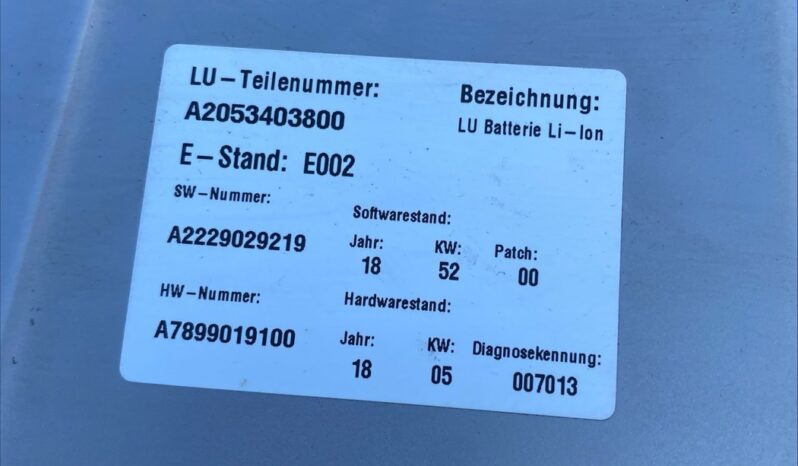 LU-Teilenummer:
A2053403800
Bezeichnung:
LU Batterie Li-Ion
E-Stand: E002
SW-Nummer:
A2229029219
Softwarestand:
Jahr: KW: Patch:
18 52 00
HW-Nummer:
A7899019100
Hardwarestand:
Jahr: KW: Diagnosekennung:
18 05 007013